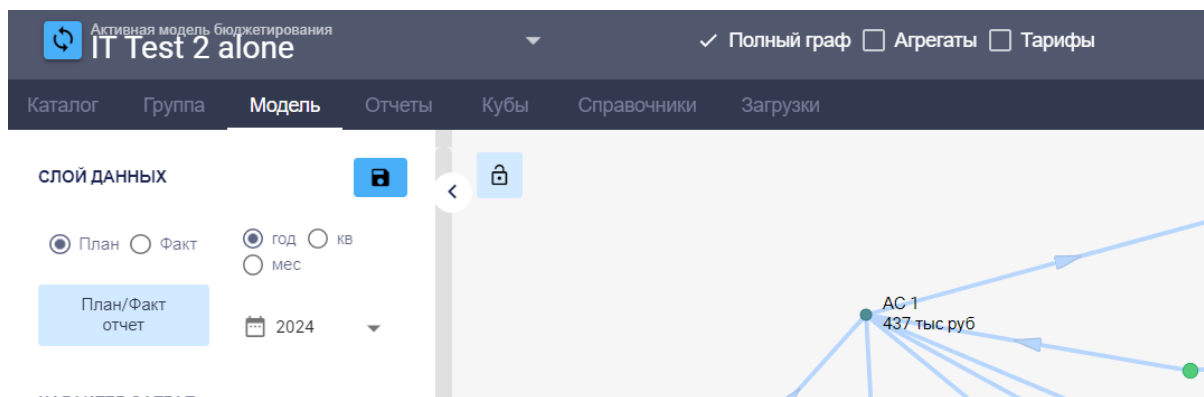 Активная модель бюджетирования
IT Test 2 alone
Полный граф Агрегаты Тарифы
Каталог Группа Модель Отчеты Кубы Справочники Загрузки
СЛОЙ ДАННЫХ
План Факт год кв
мес
План/Факт
отчет
2024
АС 1
437 тыс руб